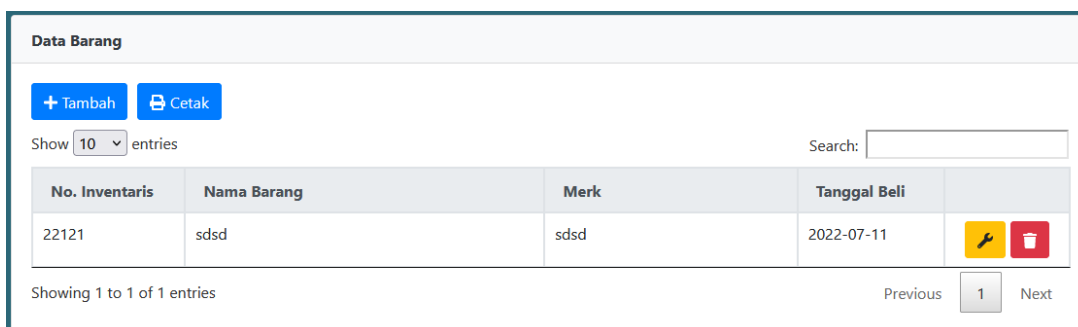 Data Barang
Tambah Cetak
Show 10 entries Search:
No. Inventaris Nama Barang Merk Tanggal Beli
22121 sdsd sdsd 2022-07-11
Showing 1 to 1 of 1 entries Previous 1 Next